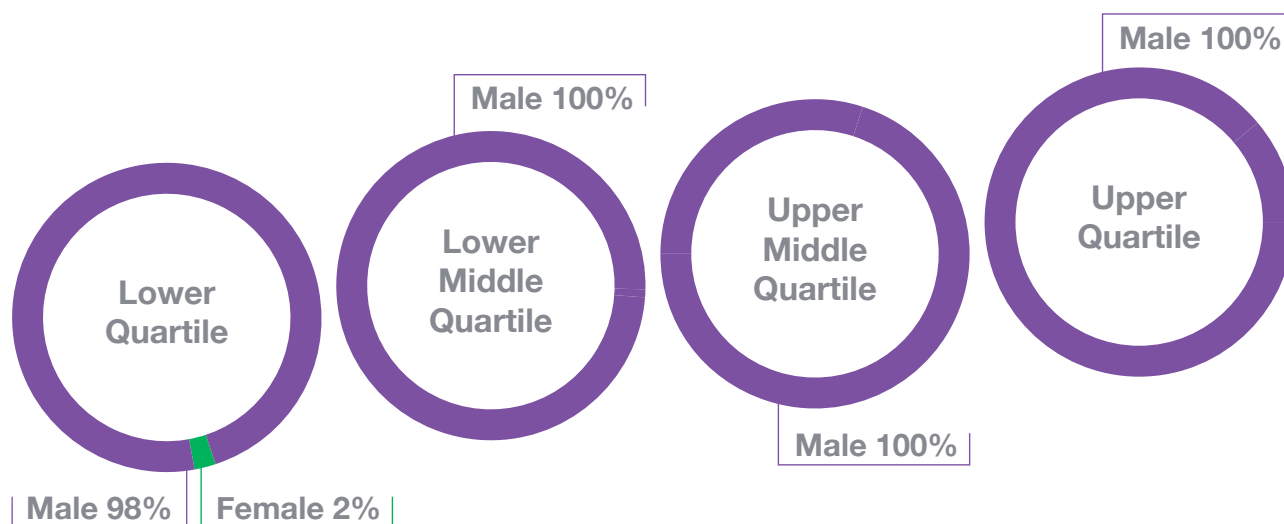 Lower
Quartile
Male 98%
Female 2%
Male 100%
Lower
Middle
Quartile
Upper
Middle
Quartile
Male 100%
Male 100%
Upper
Quartile